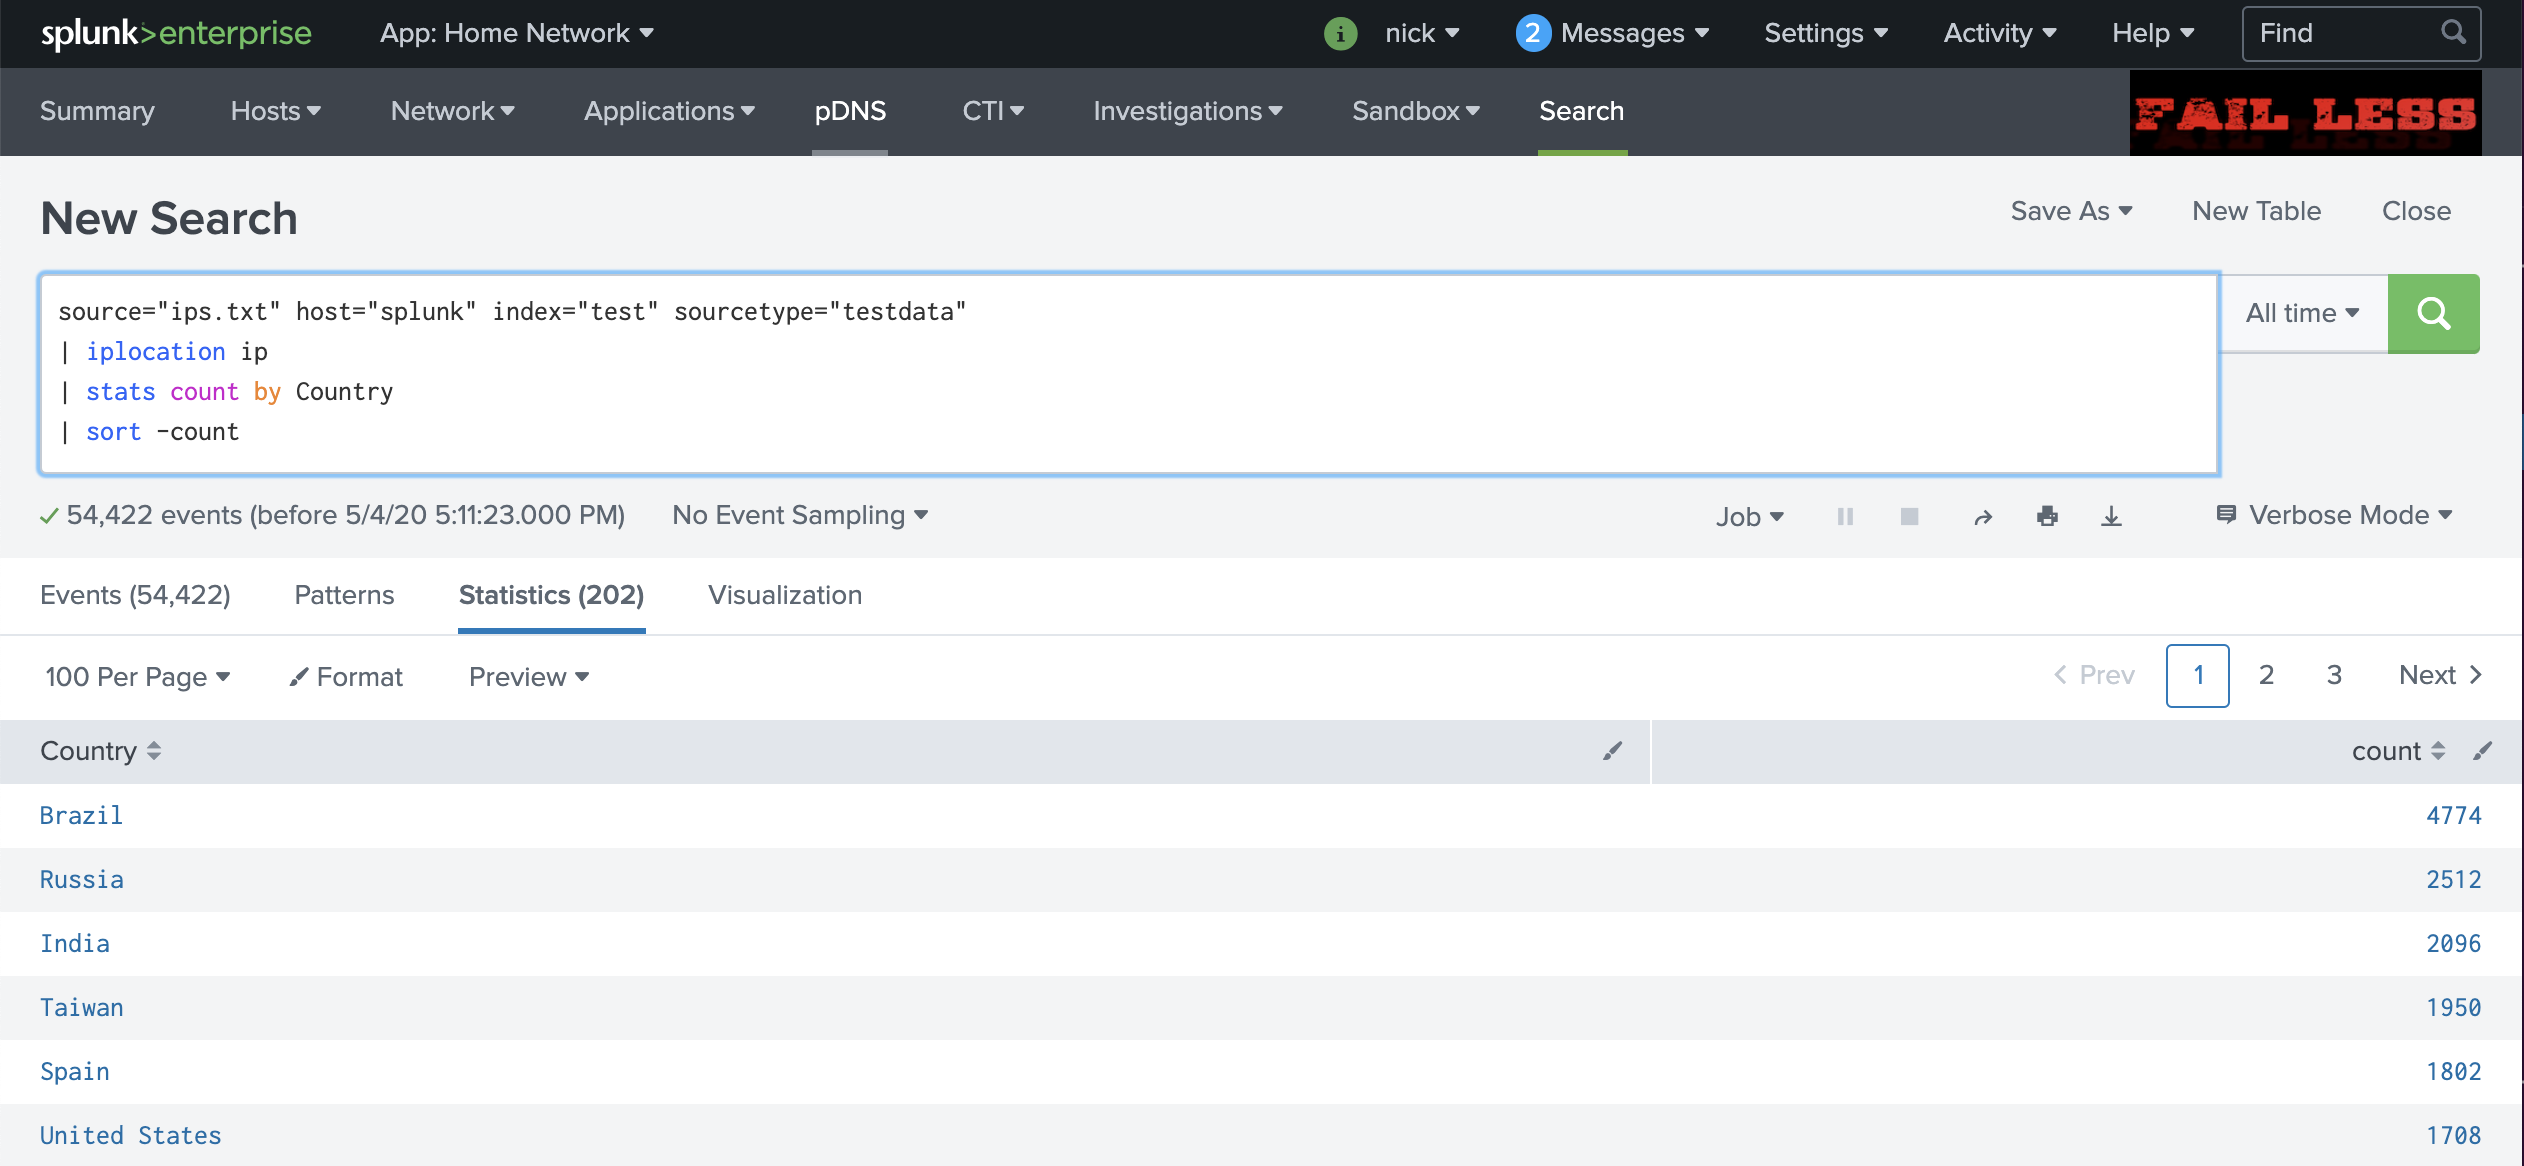 splunk>enterprise App: Home Network i nick 2 Messages Settings Activity Help Find
Summary Hosts Network Applications pDNS CTI Investigations Sandbox Search FAIL LESS
New Search Save As New Table Close
source="ips.txt" host="splunk" index="test" sourcetype="testdata" All time
| iplocation ip
| stats count by Country
| sort -count
54,422 events (before 5/4/20 5:11:23.000 PM) No Event Sampling Job Verbose Mode
Events (54,422) Patterns Statistics (202) Visualization
100 Per Page Format Preview Prev 1 2 3 Next
Country count
Brazil 4774
Russia 2512
India 2096
Taiwan 1950
Spain 1802
United States 1708